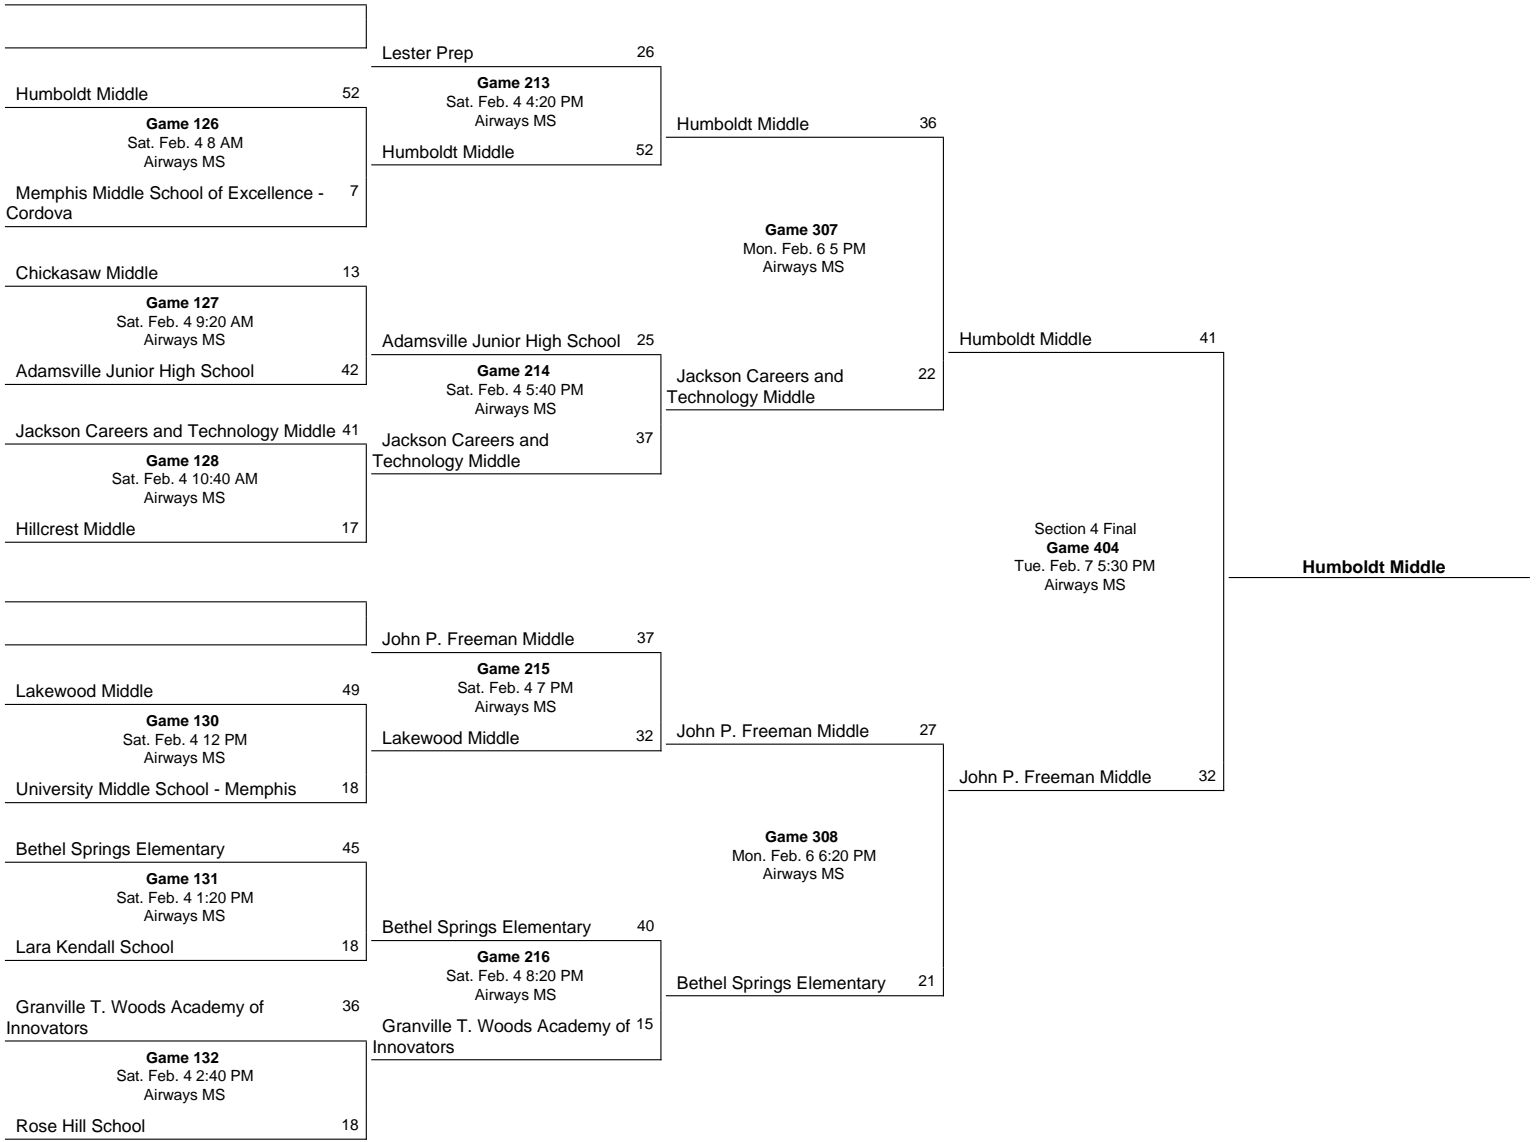 Lester Prep 26
Humboldt Middle 52
Game 213
Sat. Feb. 4 4:20 PM
Airways MS
Humboldt Middle 52
Game 126
Sat. Feb. 4 8 AM
Airways MS
Memphis Middle School of Excellence - 7
Cordova
Humboldt Middle 36
Game 307
Mon. Feb. 6 5 PM
Airways MS
Chickasaw Middle 13
Game 127
Sat. Feb. 4 9:20 AM
Airways MS
Adamsville Junior High School 42
Adamsville Junior High School 25
Game 214
Sat. Feb. 4 5:40 PM
Airways MS
Jackson Careers and 37
Technology Middle
Jackson Careers and 22
Technology Middle
Humboldt Middle 41
Jackson Careers and Technology Middle 41
Game 128
Sat. Feb. 4 10:40 AM
Airways MS
Hillcrest Middle 17
Section 4 Final
Game 404
Tue. Feb. 7 5:30 PM
Airways MS
Humboldt Middle
John P. Freeman Middle 37
Game 215
Sat. Feb. 4 7 PM
Airways MS
Lakewood Middle 32
Lakewood Middle 49
Game 130
Sat. Feb. 4 12 PM
Airways MS
University Middle School - Memphis 18
John P. Freeman Middle 27
Game 308
Mon. Feb. 6 6:20 PM
Airways MS
John P. Freeman Middle 32
Bethel Springs Elementary 45
Game 131
Sat. Feb. 4 1:20 PM
Airways MS
Lara Kendall School 18
Bethel Springs Elementary 40
Game 216
Sat. Feb. 4 8:20 PM
Airways MS
Granville T. Woods Academy of 15
Innovators
Bethel Springs Elementary 21
Granville T. Woods Academy of 36
Innovators
Game 132
Sat. Feb. 4 2:40 PM
Airways MS
Rose Hill School 18